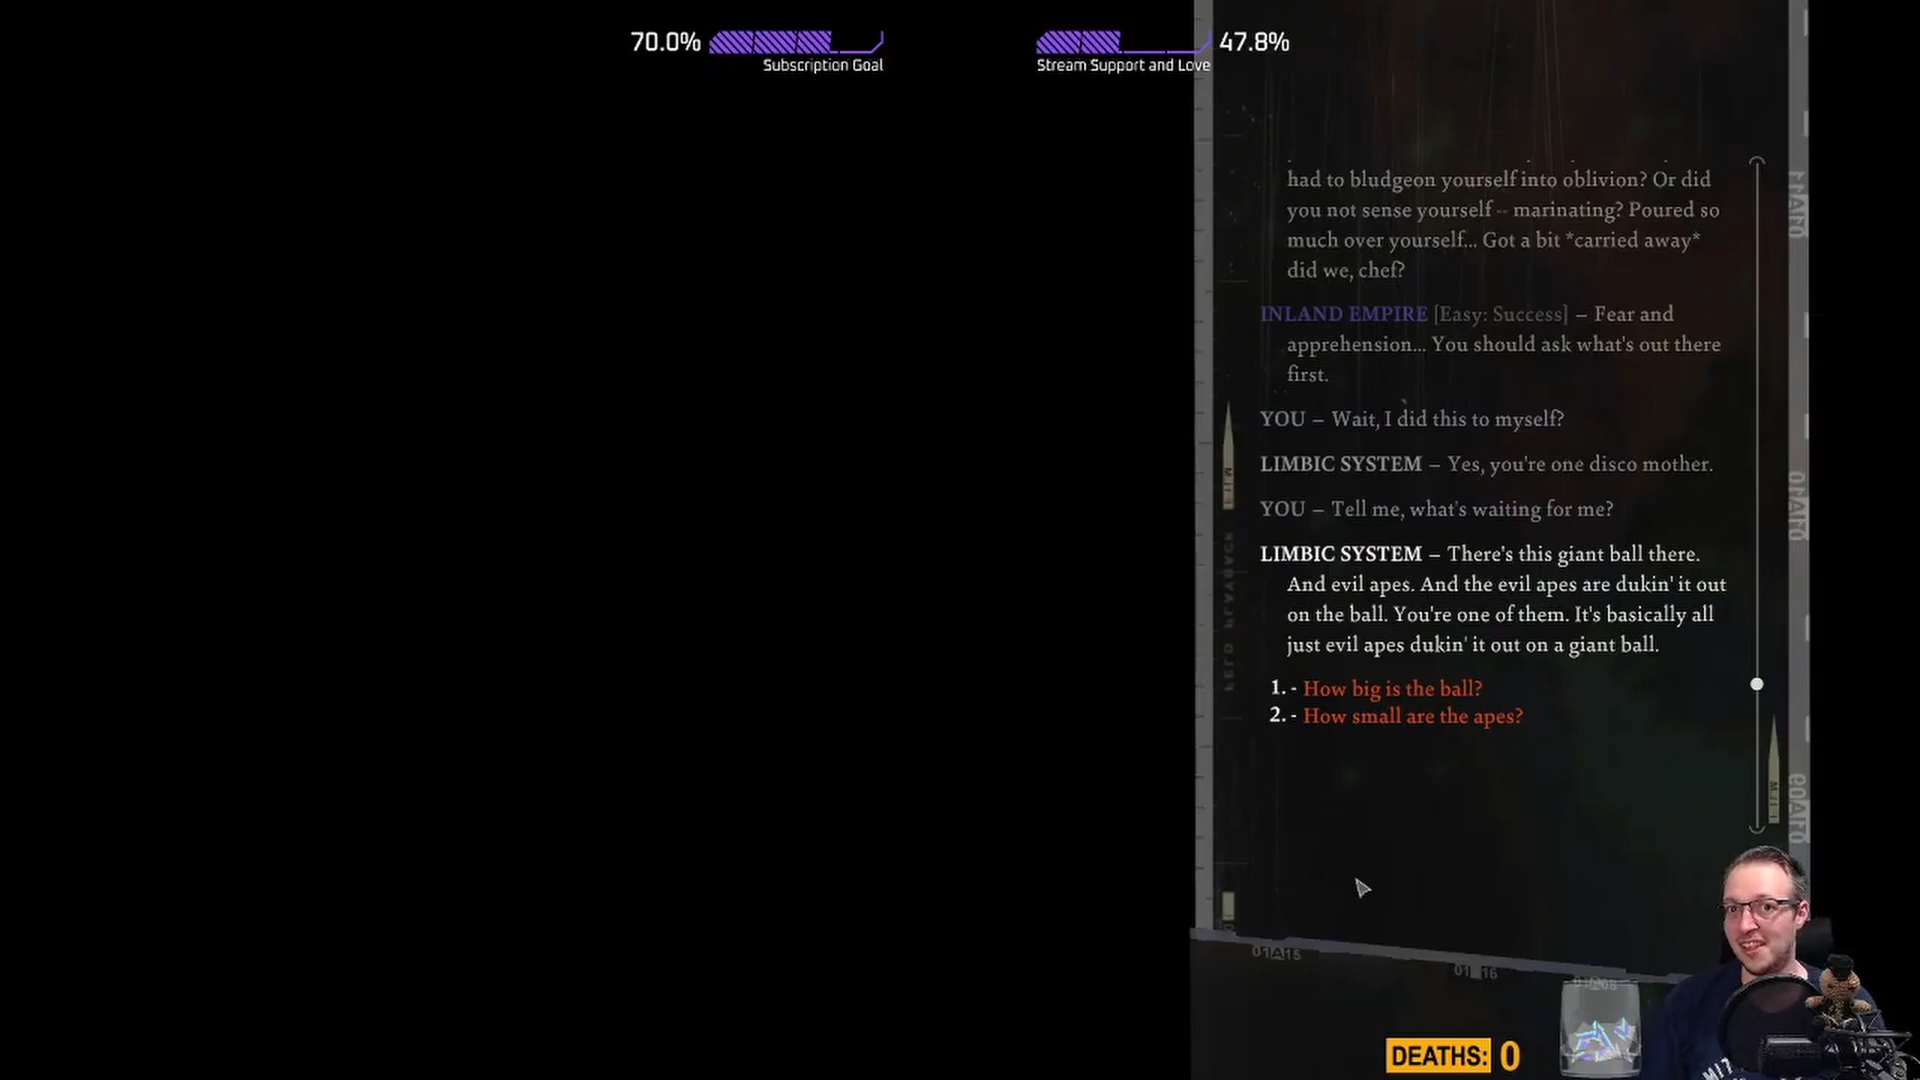 70.0%
Subscription Goal
47.8%
Stream Support and Love
had to bludgeon yourself into oblivion? Or did
you not sense yourself -- marinating? Poured so
much over yourself... Got a bit *carried away*
did we, chef?
INLAND EMPIRE [Easy: Success] – Fear and
apprehension... You should ask what's out there
first.
YOU – Wait, I did this to myself?
LIMBIC SYSTEM – Yes, you're one disco mother.
YOU – Tell me, what's waiting for me?
LIMBIC SYSTEM – There's this giant ball there.
And evil apes. And the evil apes are dukin' it out
on the ball. You're one of them. It's basically all
just evil apes dukin' it out on a giant ball.
1. - How big is the ball?
2. - How small are the apes?
01A15
DEATHS: 0